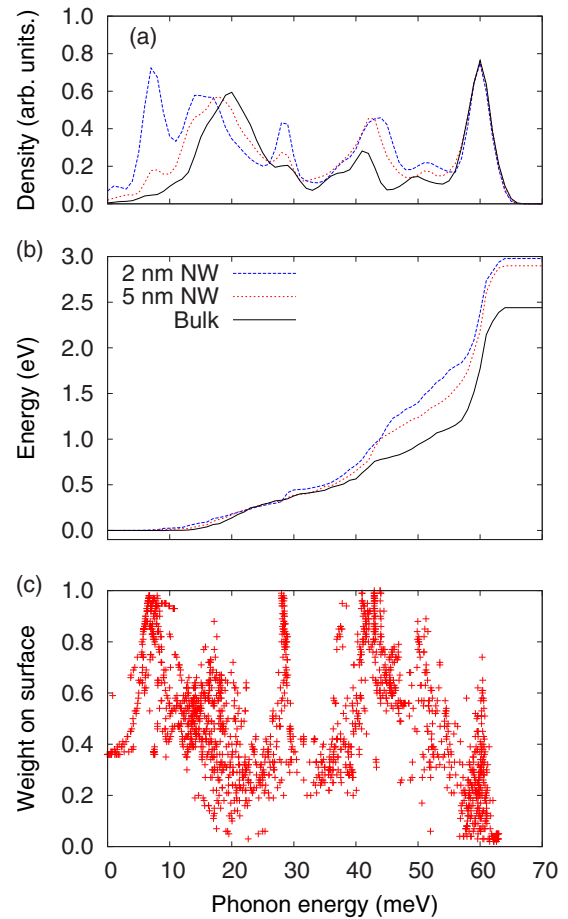 (a)
Density (arb. units.)
1.0
0.8
0.6
0.4
0.2
0.0
(b)
Energy (eV)
3.0
2.5
2.0
1.5
1.0
0.5
0.0
2 nm NW
5 nm NW
Bulk
(c)
Weight on surface
1.0
0.8
0.6
0.4
0.2
0.0
0 10 20 30 40 50 60 70
Phonon energy (meV)